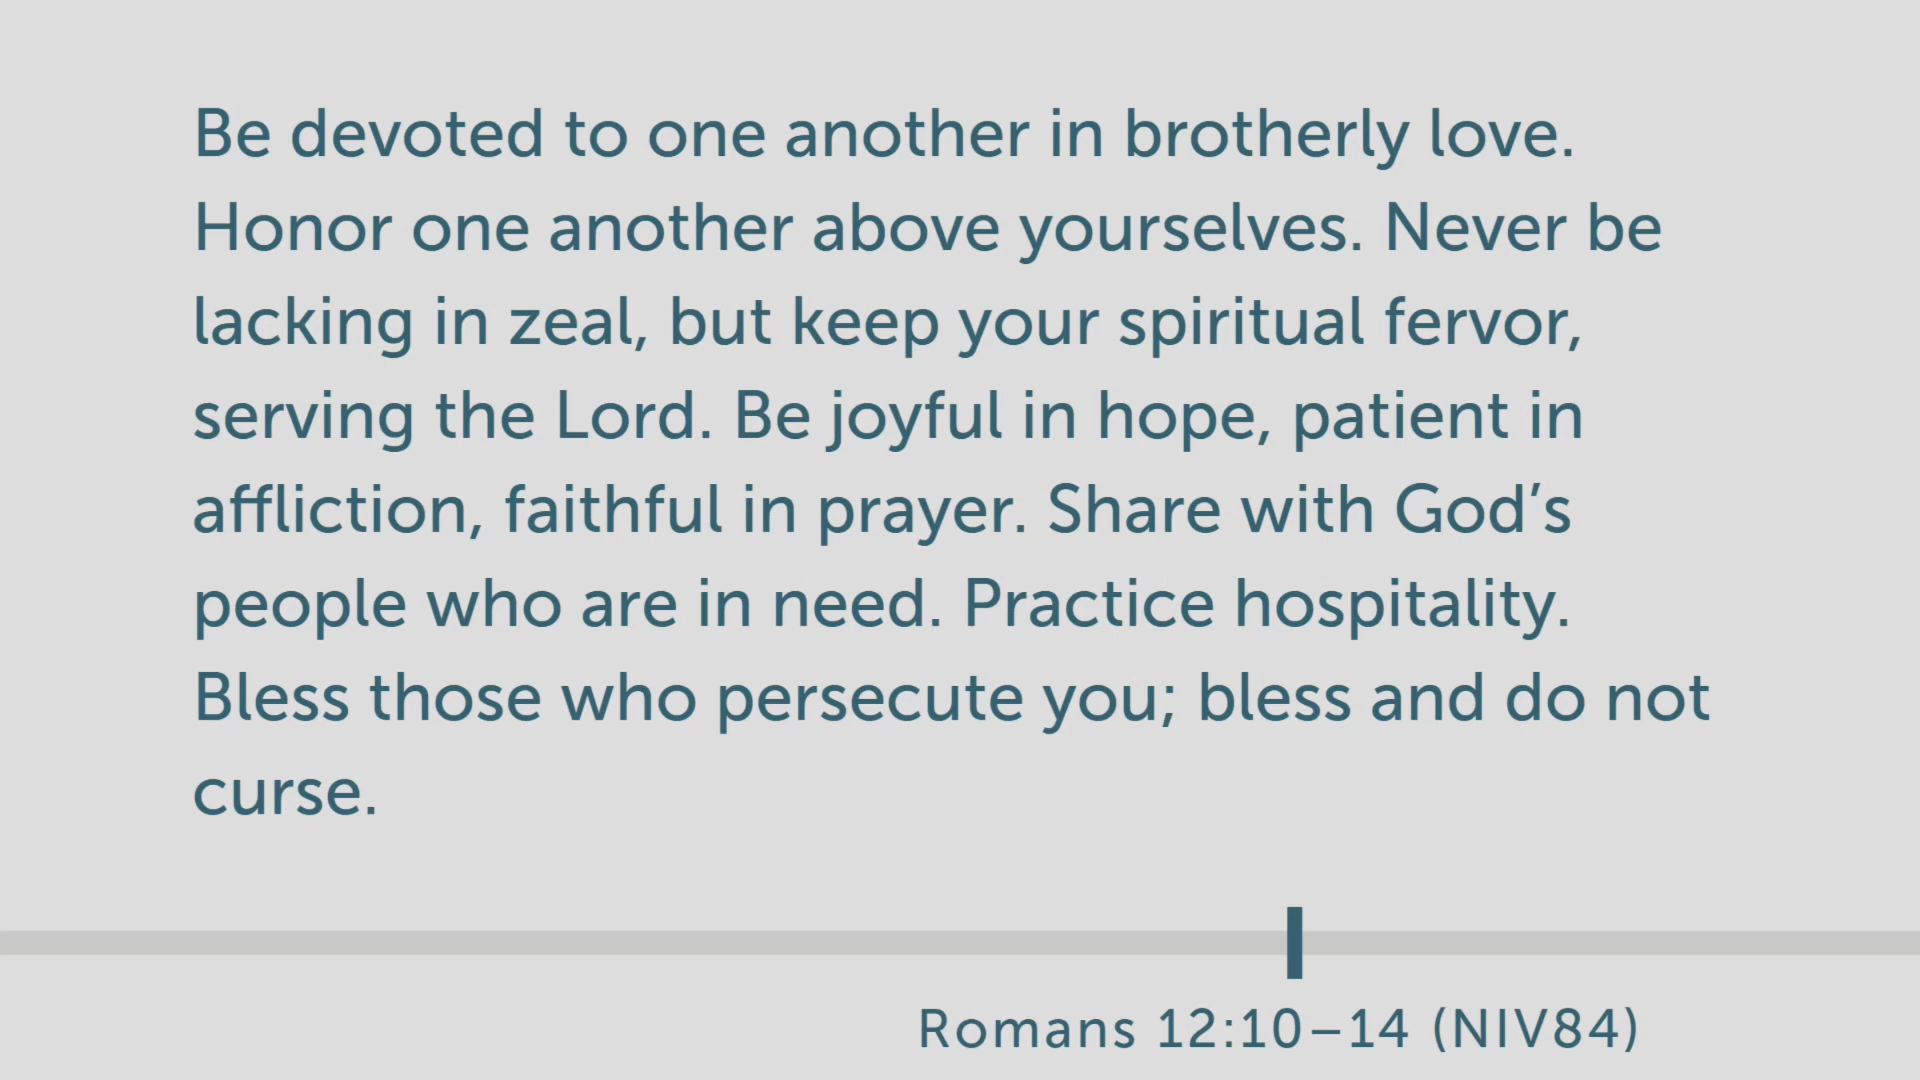 Be devoted to one another in brotherly love.
Honor one another above yourselves. Never be
lacking in zeal, but keep your spiritual fervor,
serving the Lord. Be joyful in hope, patient in
affliction, faithful in prayer. Share with God’s
people who are in need. Practice hospitality.
Bless those who persecute you; bless and do not
curse.
Romans 12:10–14 (NIV84)